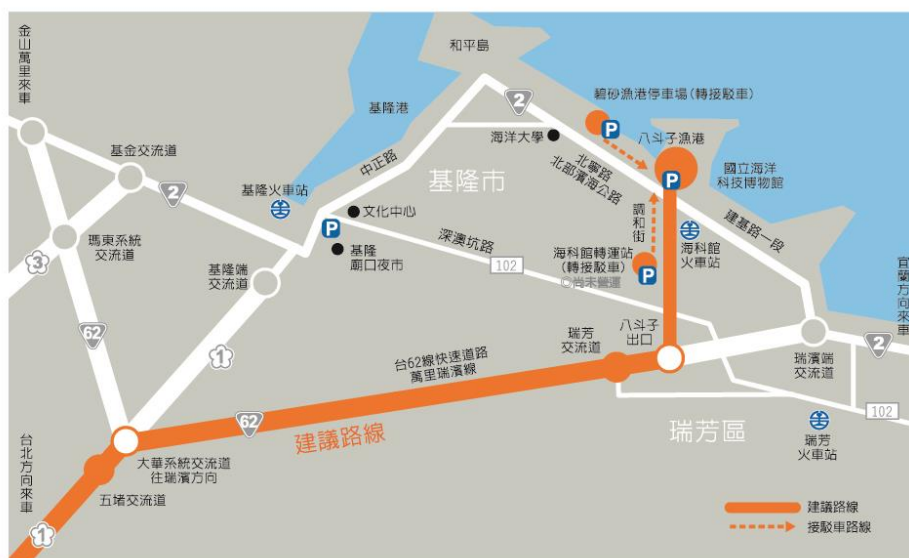 金山萬里來車
和平島
2
碧砂漁港停車場(轉接駁車)
P
基隆港
海洋大學
八斗子漁港
中正路
北寧路
北部濱海公路
國立海洋
科技博物館
P
基金交流道
2
基隆火車站
基隆市
文化中心
P
基隆
廟口夜市
調和街
建基路一段
深澳坑路
海科館
火車站
瑪東系統
交流道
3
102
海科館轉運站
(轉接駁車)
◎尚未營運
P
基隆端
交流道
宜蘭方向來車
62
1
瑞芳
交流道
八斗子
出口
2
瑞濱端
交流道
台62線快速道路
萬里瑞濱線
62
建議路線
102
瑞芳區
瑞芳
火車站
台北方向來車
大華系統交流道
往瑞濱方向
五堵交流道
1
建議路線
接駁車路線